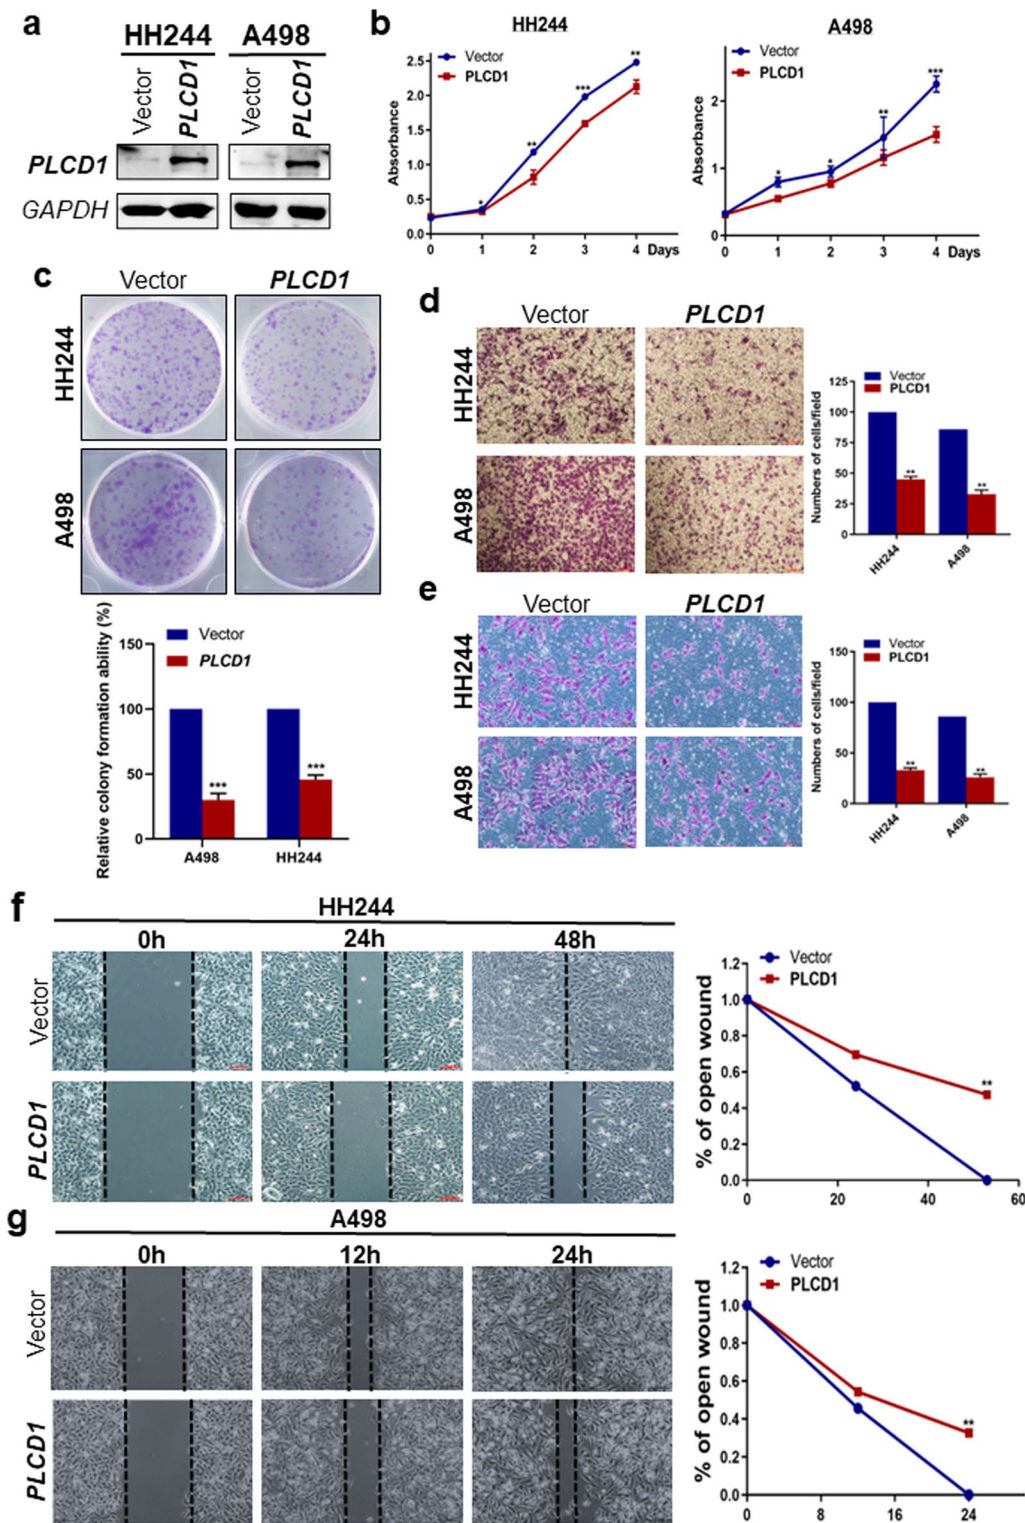 a
HH244 A498
Vector PLCD1 Vector PLCD1
PLCD1
GAPDH
b
HH244
Vector
PLCD1
Absorbance
2.5
2.0
1.5
1.0
0.5
0.0
* ** *** **
0 1 2 3 4 Days
A498
Vector
PLCD1
Absorbance
2
1
0
* * ** ***
0 1 2 3 4 Days
c
Vector PLCD1
HH244
A498
Vector
PLCD1
Relative colony formation ability (%)
150
100
50
0
*** ***
A498 HH244
d
Vector PLCD1
HH244
A498
Vector
PLCD1
Numbers of cells/field
125
100
75
50
25
0
** **
HH244 A498
e
Vector PLCD1
HH244
A498
Vector
PLCD1
Numbers of cells/field
150
100
50
0
** **
HH244 A498
f
HH244
0h 24h 48h
Vector
PLCD1
Vector
PLCD1
% of open wound
1.2
1.0
0.8
0.6
0.4
0.2
0.0
**
0 20 40 60
g
A498
0h 12h 24h
Vector
PLCD1
Vector
PLCD1
% of open wound
1.2
1.0
0.8
0.6
0.4
0.2
0.0
**
0 8 16 24